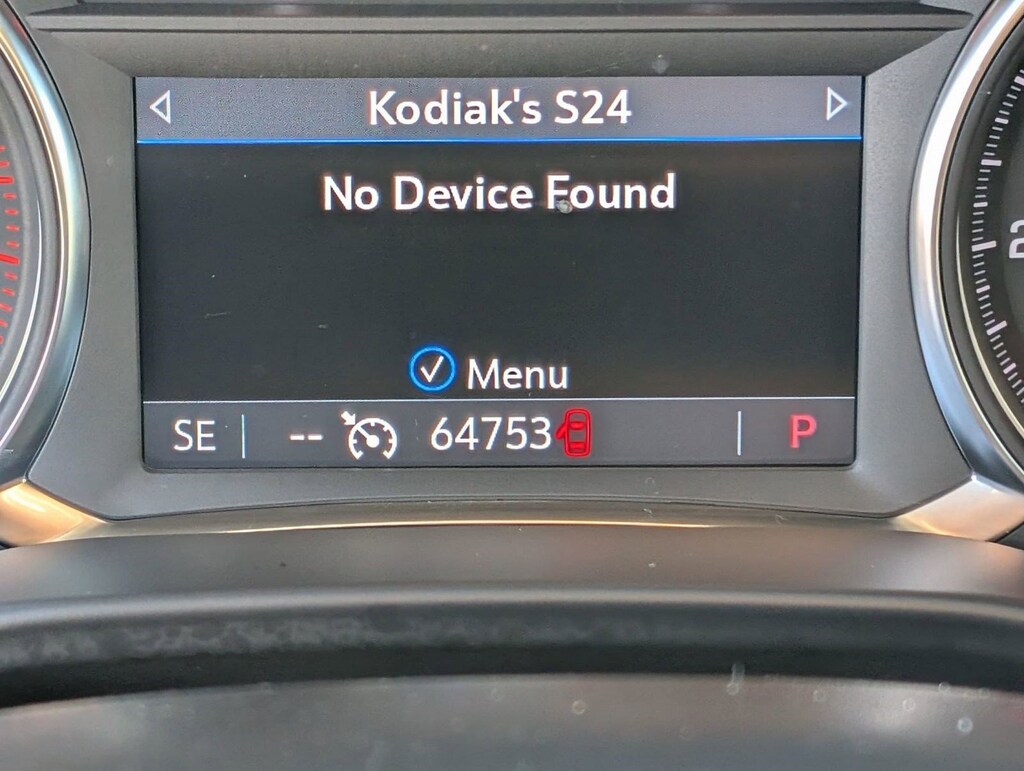 Kodiak's S24
No Device Found
Menu
SE -- 64753 P